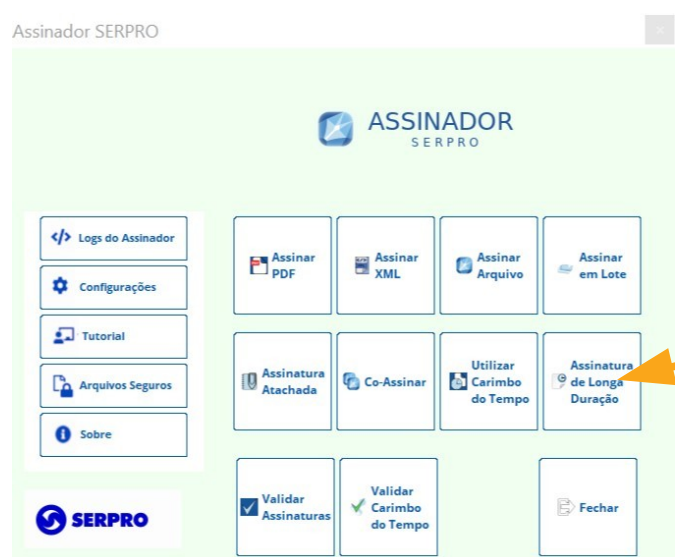 Assinador SERPRO
x
ASSINADOR
SERPRO
Logs do Assinador
Configurações
Tutorial
Arquivos Seguros
Sobre
SERPRO
Assinar
PDF
Assinar
XML
Assinar
Arquivo
Assinar
em Lote
Assinatura
Atachada
Co-Assinar
Utilizar
Carimbo
do Tempo
Assinatura
de Longa
Duração
Validar
Assinaturas
Validar
Carimbo
do Tempo
Fechar